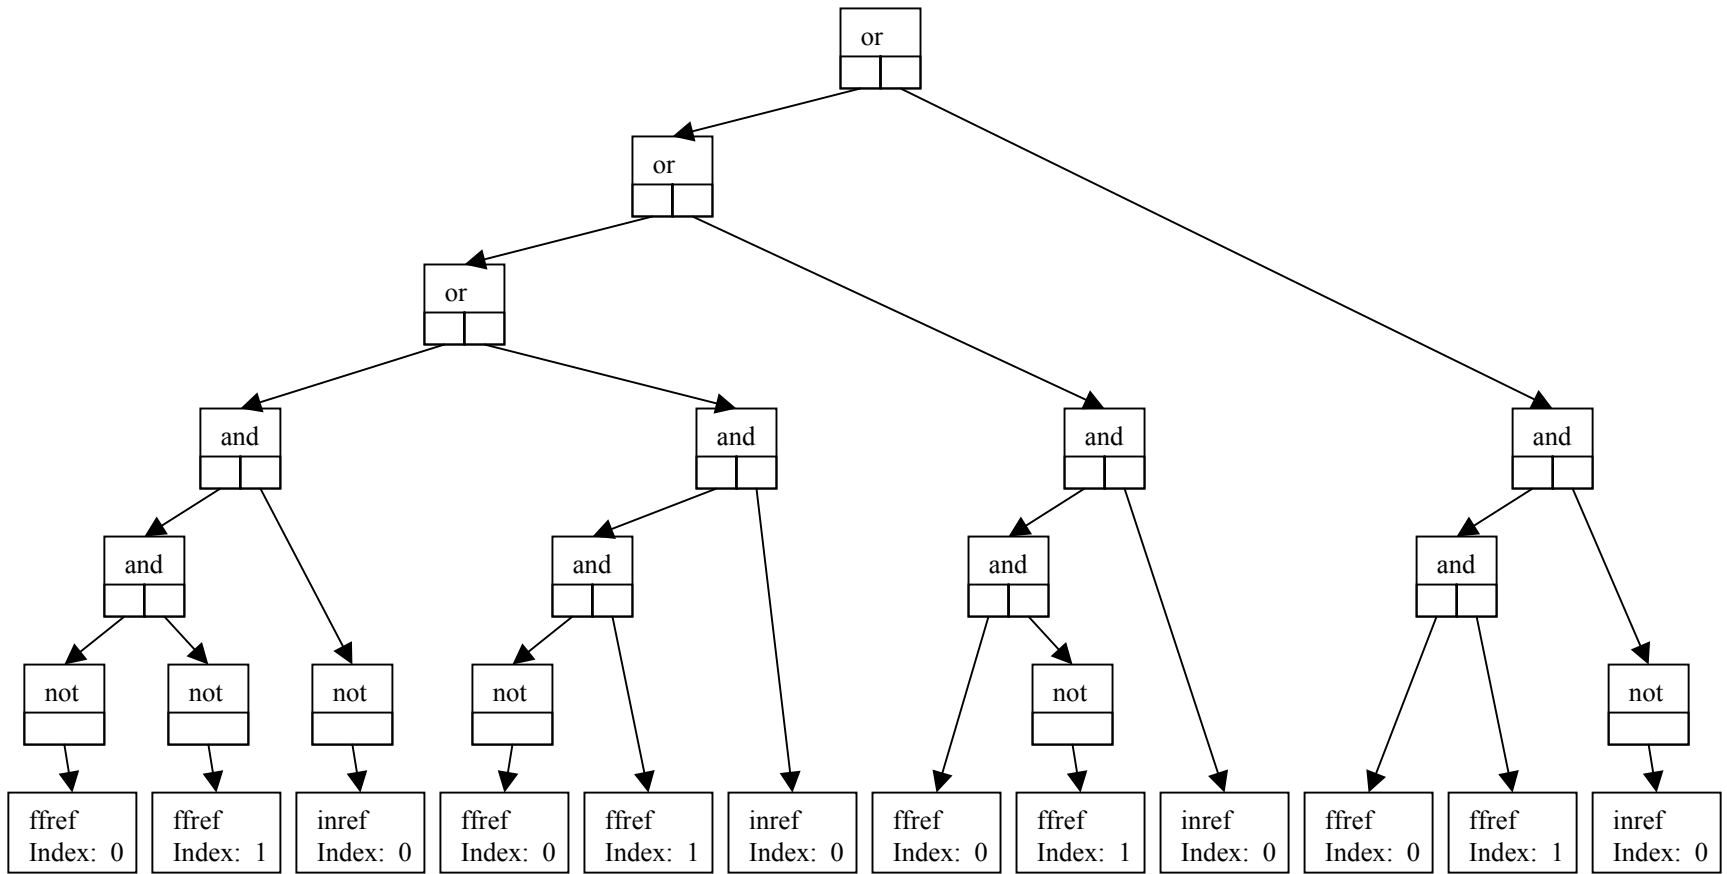 or
or
or
and
and
and
and
and
and
and
and
not
not
not
not
not
not
ffref
Index: 0
ffref
Index: 1
inref
Index: 0
ffref
Index: 0
ffref
Index: 1
inref
Index: 0
ffref
Index: 0
ffref
Index: 1
inref
Index: 0
ffref
Index: 0
ffref
Index: 1
inref
Index: 0